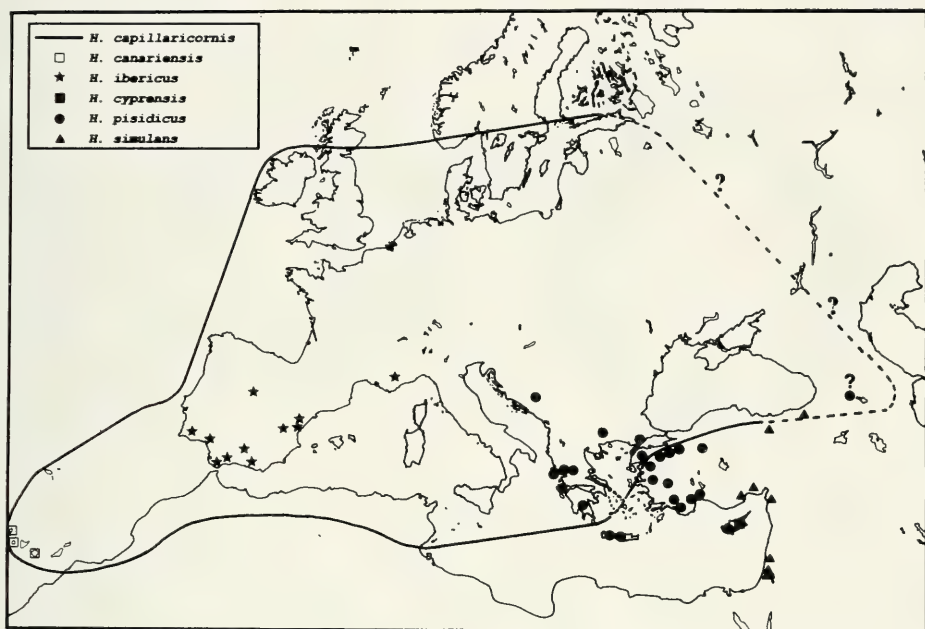 H. capillaricornis
H. canariensis
H. ibericus
H. cyprensis
H. pisidicus
H. simulans
?
?
?